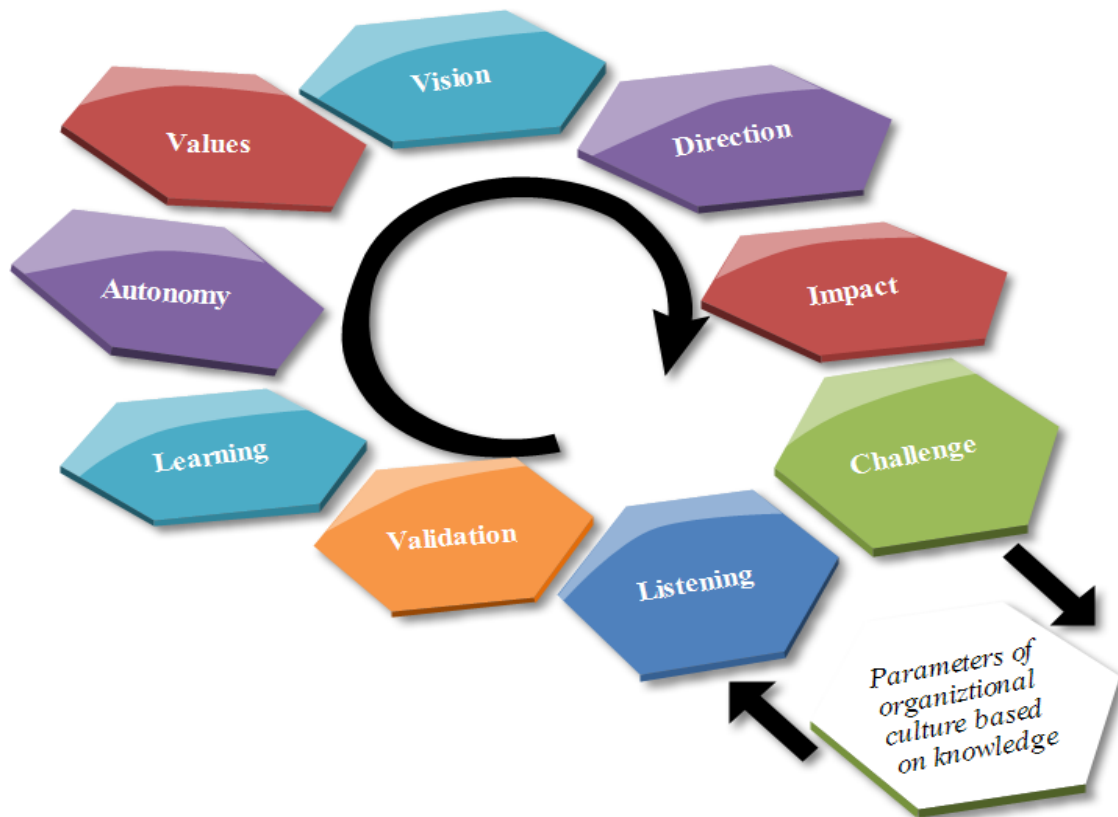 Vision
Values
Direction
Autonomy
Impact
Learning
Challenge
Validation
Listening
Parameters of
organiztional
culture based
on knowledge